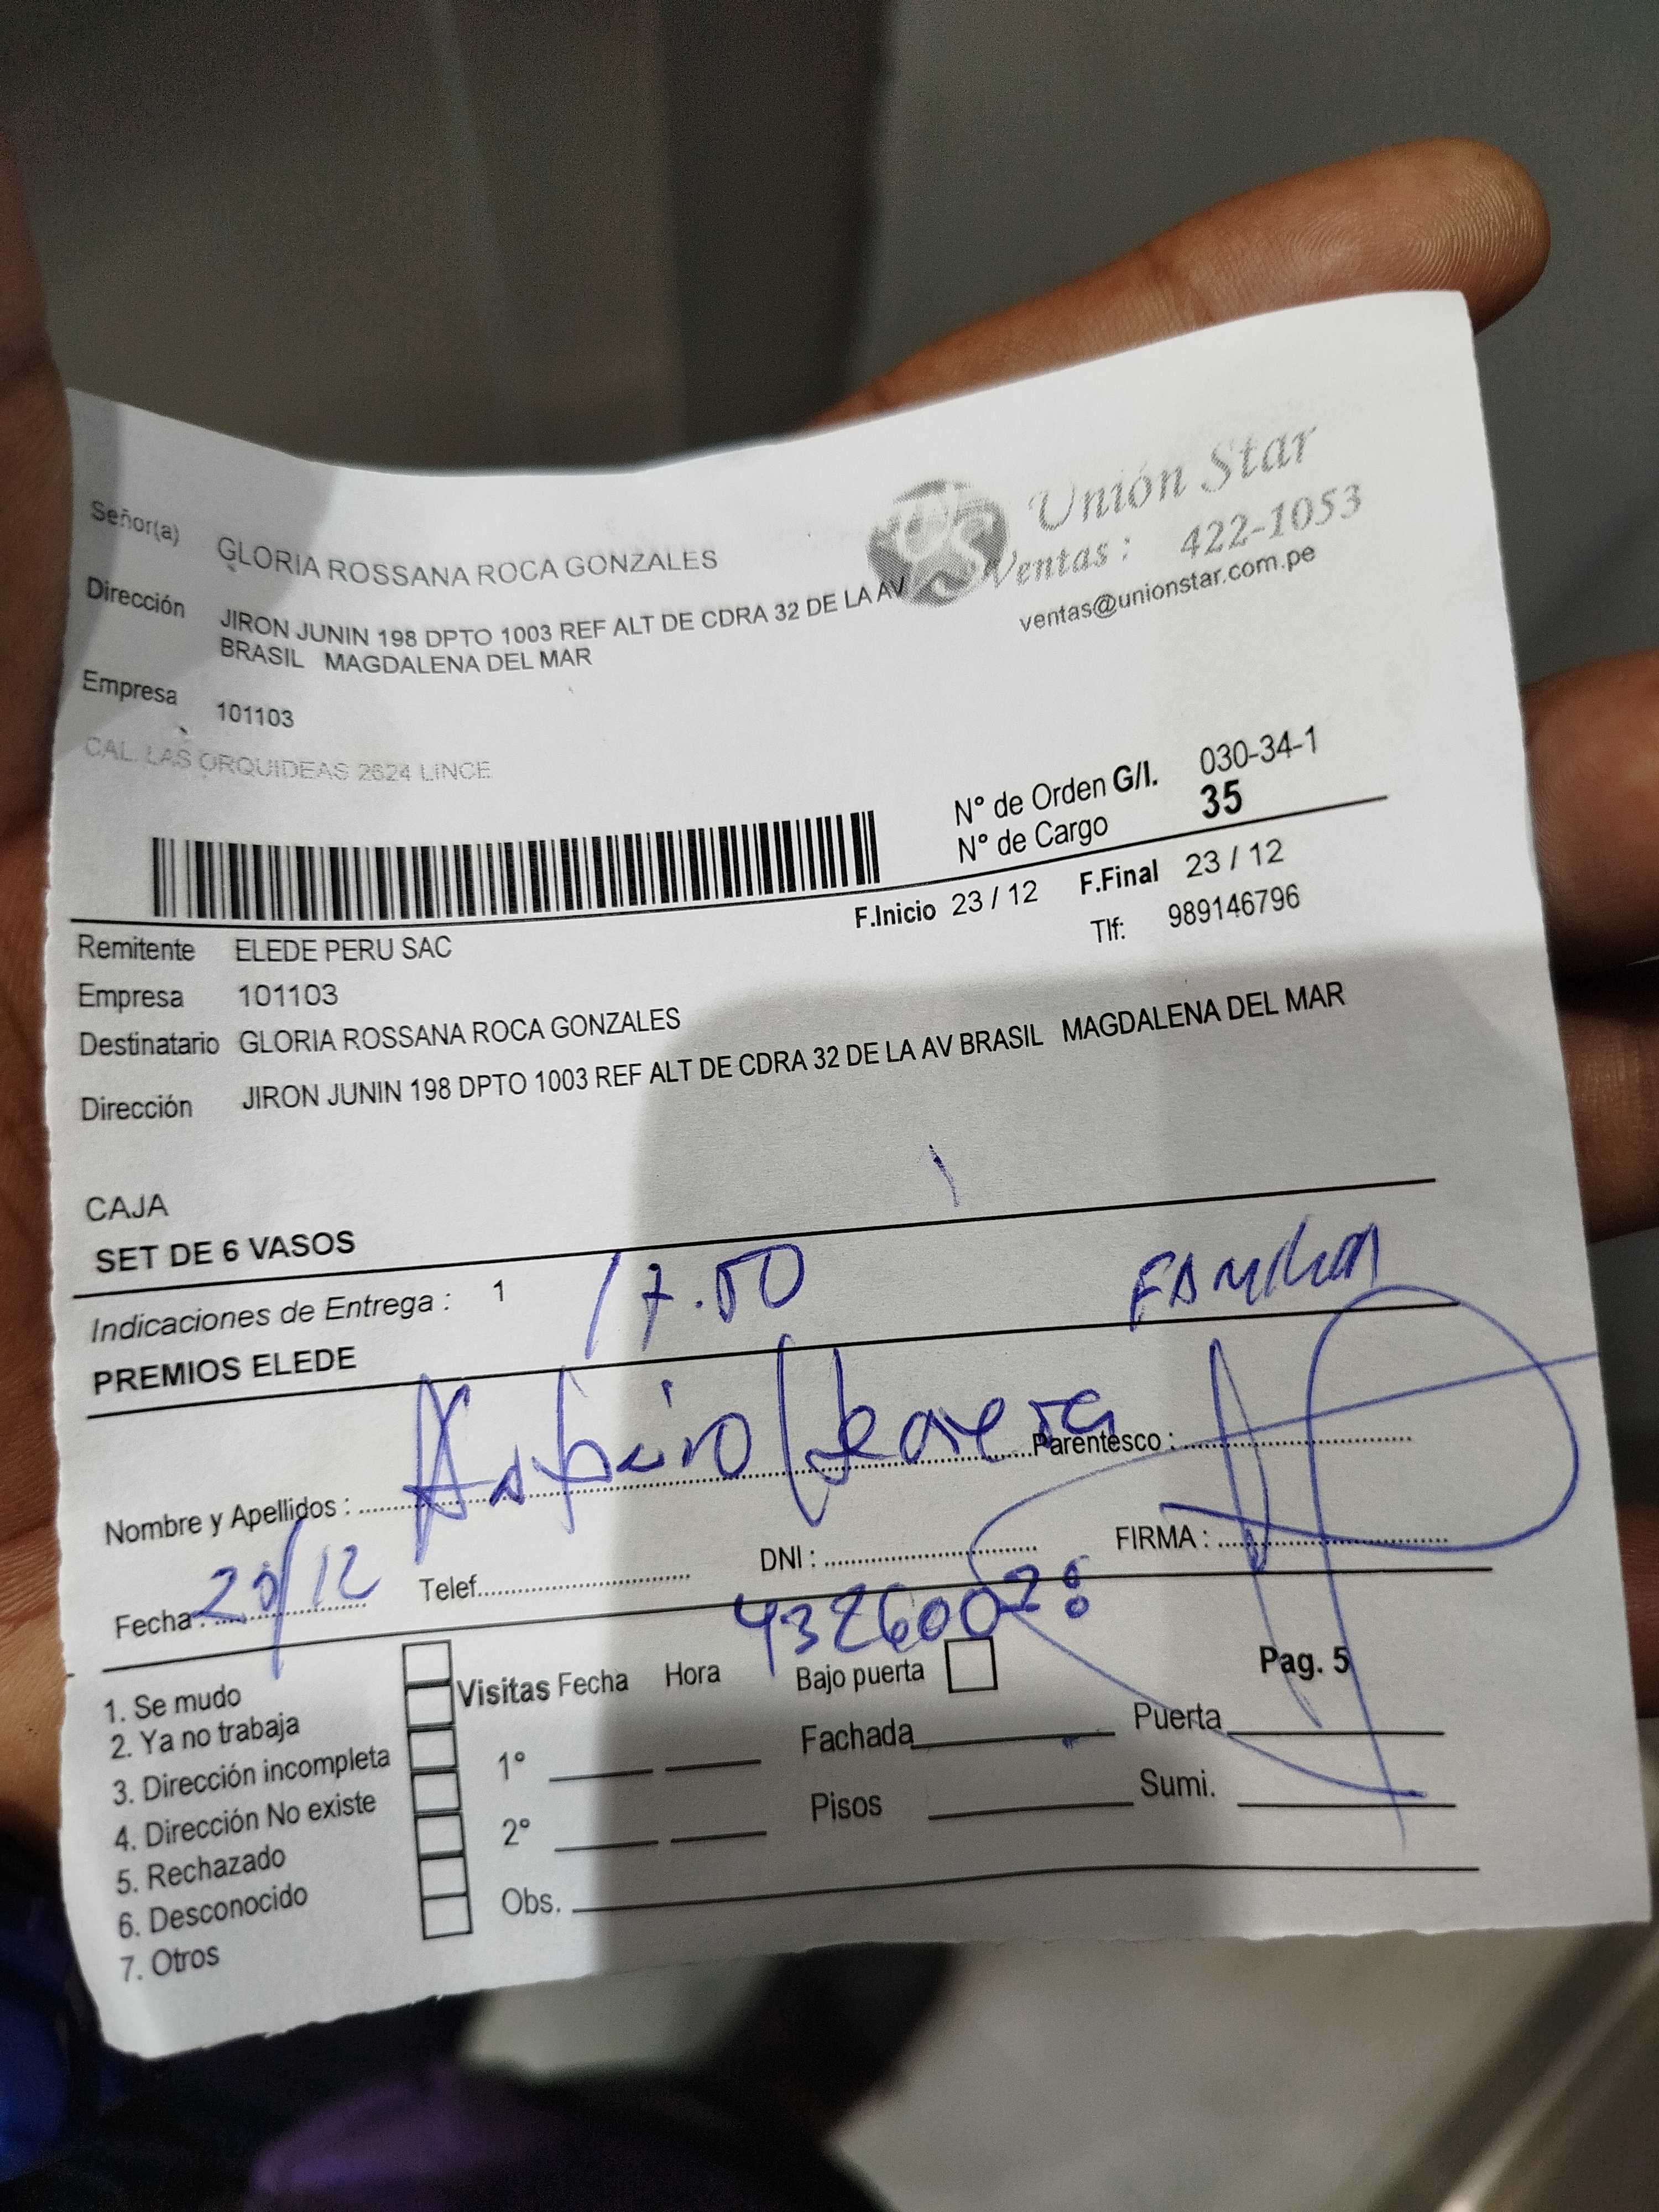 Unión Star
Ventas : 422-1053
ventas@unionstar.com.pe
Señor(a) GLORIA ROSSANA ROCA GONZALES
Dirección JIRON JUNIN 198 DPTO 1003 REF ALT DE CDRA 32 DE LA AV
BRASIL MAGDALENA DEL MAR
Empresa 101103
CAL. LAS ORQUIDEAS 2624 LINCE
N° de Orden G/I. 030-34-1
N° de Cargo 35
F.Inicio 23 / 12 F.Final 23 / 12
Remitente ELEDE PERU SAC Tlf: 989146796
Empresa 101103
Destinatario GLORIA ROSSANA ROCA GONZALES
Dirección JIRON JUNIN 198 DPTO 1003 REF ALT DE CDRA 32 DE LA AV BRASIL MAGDALENA DEL MAR
CAJA
SET DE 6 VASOS
Indicaciones de Entrega : 1 17.50
PREMIOS ELEDE
Nombre y Apellidos : Parentesco :
Fecha : Telef. DNI : FIRMA :
1. Se mudo
2. Ya no trabaja
3. Dirección incompleta
4. Dirección No existe
5. Rechazado
6. Desconocido
7. Otros
Visitas Fecha Hora Bajo puerta Pag. 5
1° Fachada Puerta
2° Pisos Sumi.
Obs.